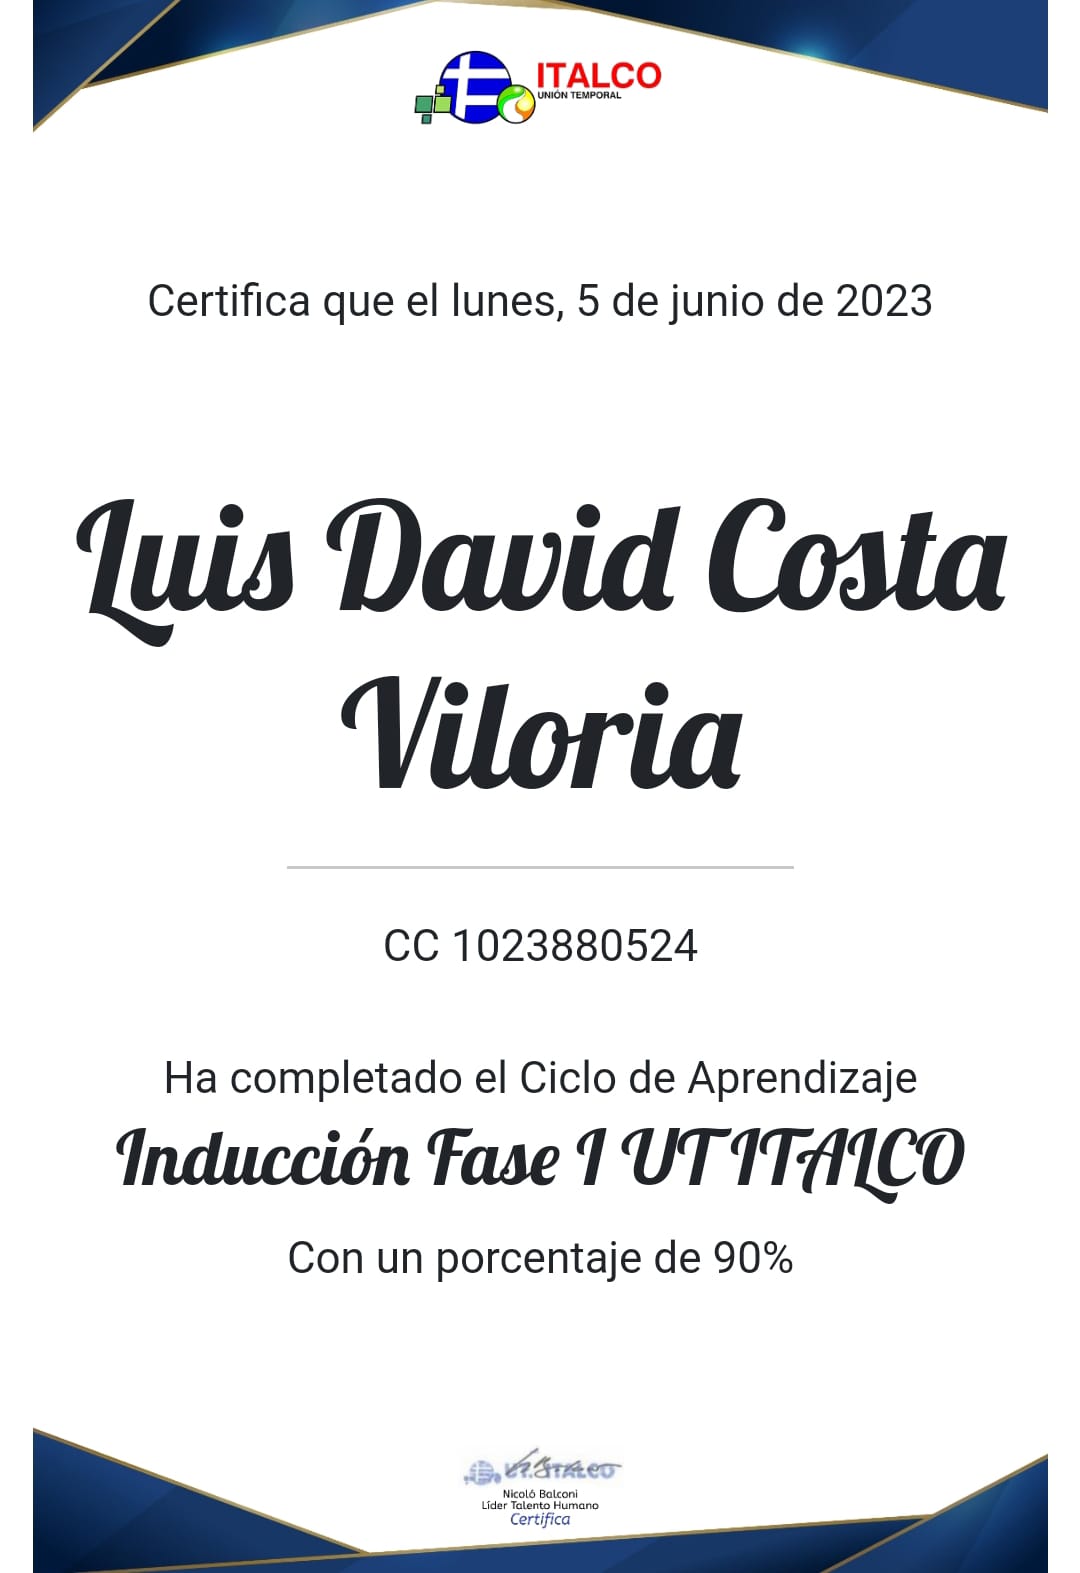 ITALCO
UNIÓN TEMPORAL
Certifica que el lunes, 5 de junio de 2023
Luis David Costa
Viloria
CC 1023880524
Ha completado el Ciclo de Aprendizaje
Inducción Fase I UT ITALCO
Con un porcentaje de 90%
UT.ITALCO
Nicoló Balconi
Líder Talento Humano
Certifica